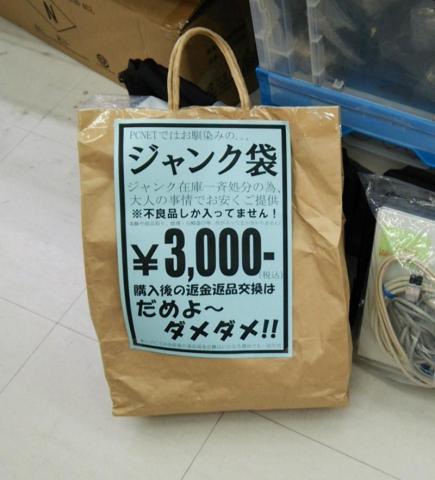 PCNETではお馴染みの...
ジャンク袋
ジャンク在庫一斉処分の為、
大人の事情でお安くご提供
※不良品しか入ってません!
¥3,000-
(税込)
購入後の返金返品交換は
だめよ～
ダメダメ!!